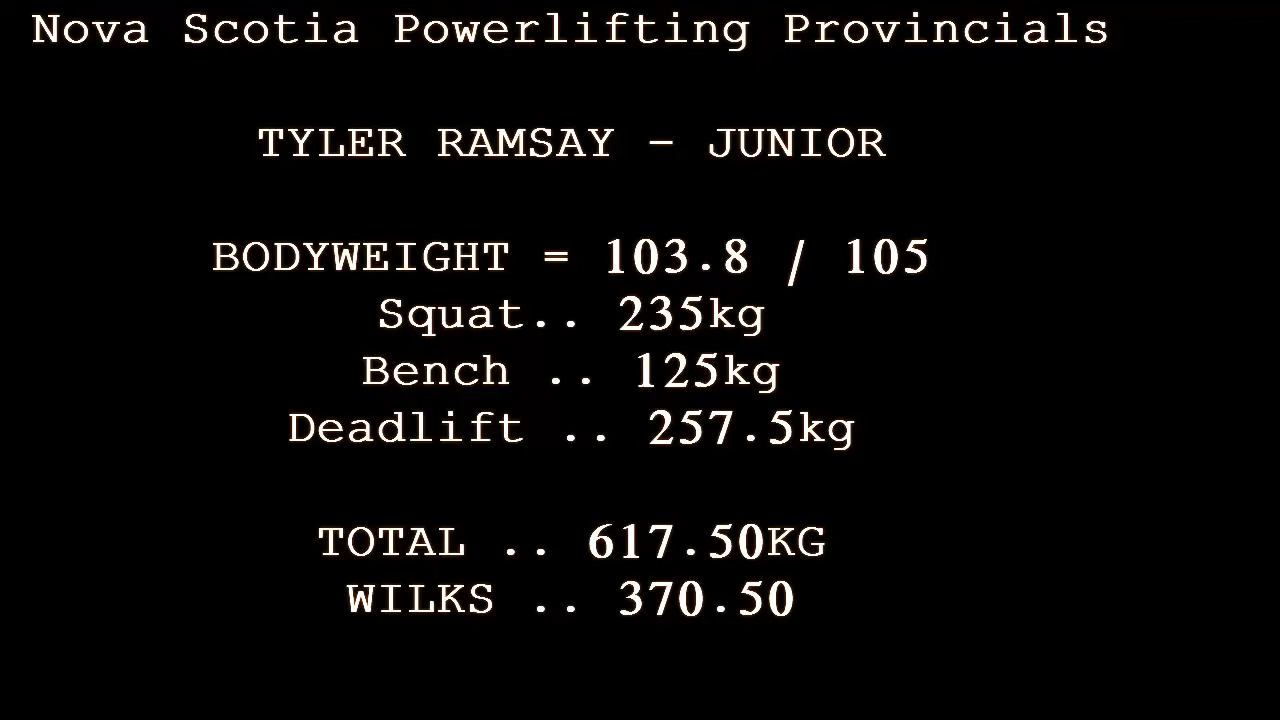 Nova Scotia Powerlifting Provincials
TYLER RAMSAY - JUNIOR
BODYWEIGHT = 103.8 / 105
Squat.. 235kg
Bench .. 125kg
Deadlift .. 257.5kg
TOTAL .. 617.50KG
WILKS .. 370.50